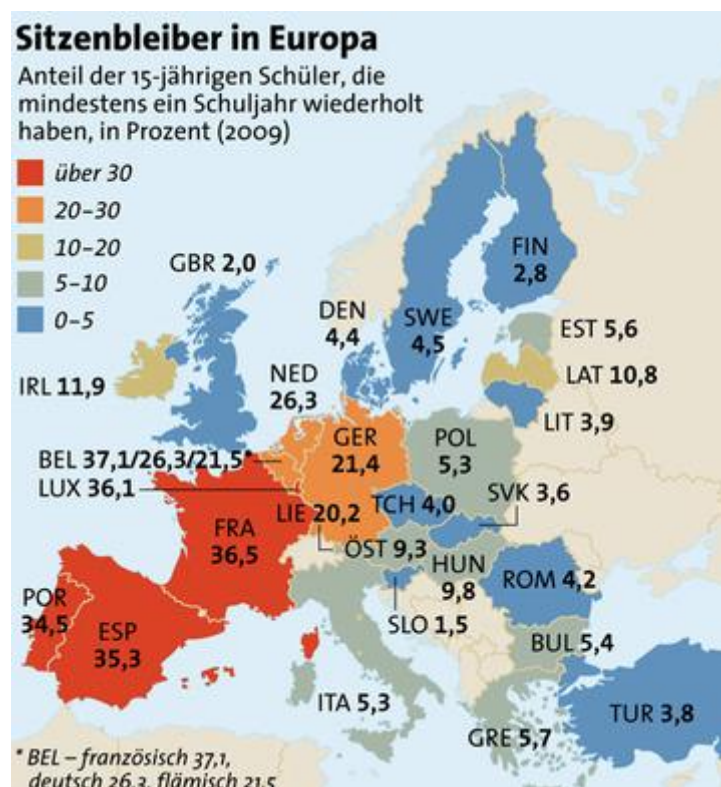 Sitzenbleiber in Europa
Anteil der 15-jährigen Schüler, die
mindestens ein Schuljahr wiederholt
haben, in Prozent (2009)
über 30
20–30
10–20
5–10
0–5
GBR 2,0
FIN
2,8
DEN
4,4
SWE
4,5
EST 5,6
IRL 11,9
NED
26,3
LAT 10,8
LIT 3,9
GER
21,4
POL
5,3
BEL 37,1/26,3/21,5*
LUX 36,1
TCH 4,0
SVK 3,6
LIE 20,2
FRA
36,5
ÖST 9,3
HUN
9,8
ROM 4,2
POR
34,5
ESP
35,3
SLO 1,5
BUL 5,4
ITA 5,3
GRE 5,7
TUR 3,8
* BEL – französisch 37,1,
deutsch 26,3, flämisch 21,5